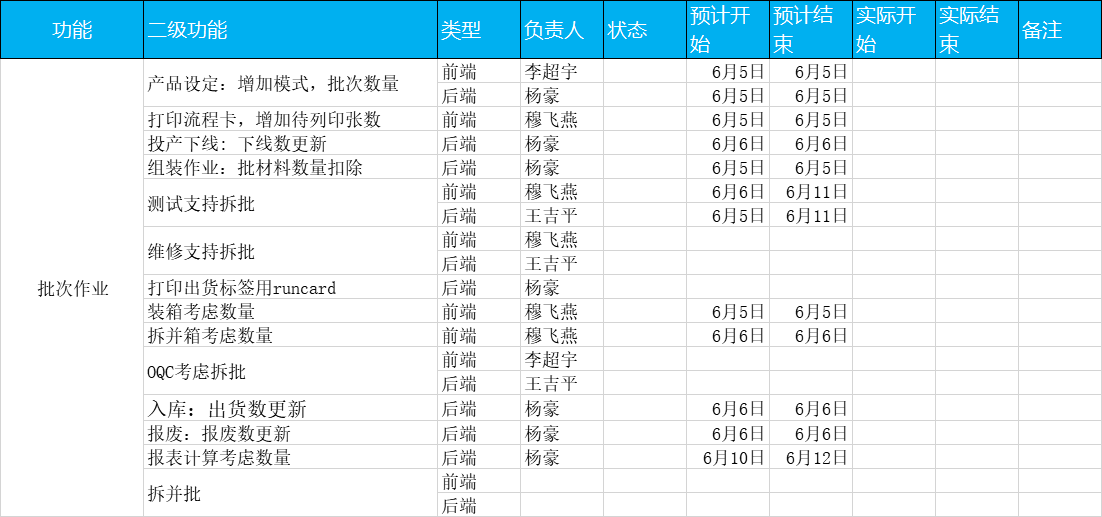 功能 二级功能 类型 负责人 状态 预计开始 预计结束 实际开始 实际结束 备注
批次作业
产品设定：增加模式，批次数量 前端 李超宇 6月5日 6月5日
后端 杨豪 6月5日 6月5日
打印流程卡，增加待列印张数 前端 穆飞燕 6月5日 6月5日
投产下线：下线数更新 后端 杨豪 6月6日 6月6日
组装作业：批材料数量扣除 后端 杨豪 6月5日 6月5日
测试支持拆批 前端 穆飞燕 6月6日 6月11日
后端 王吉平 6月5日 6月11日
维修支持拆批 前端 穆飞燕
后端 王吉平
打印出货标签用runcard 后端 杨豪
装箱考虑数量 前端 穆飞燕 6月5日 6月5日
拆并箱考虑数量 前端 穆飞燕 6月6日 6月6日
OQC考虑拆批 前端 李超宇
后端 王吉平
入库：出货数更新 后端 杨豪 6月6日 6月6日
报废：报废数更新 后端 杨豪 6月6日 6月6日
报表计算考虑数量 后端 杨豪 6月10日 6月12日
拆并批 前端
后端